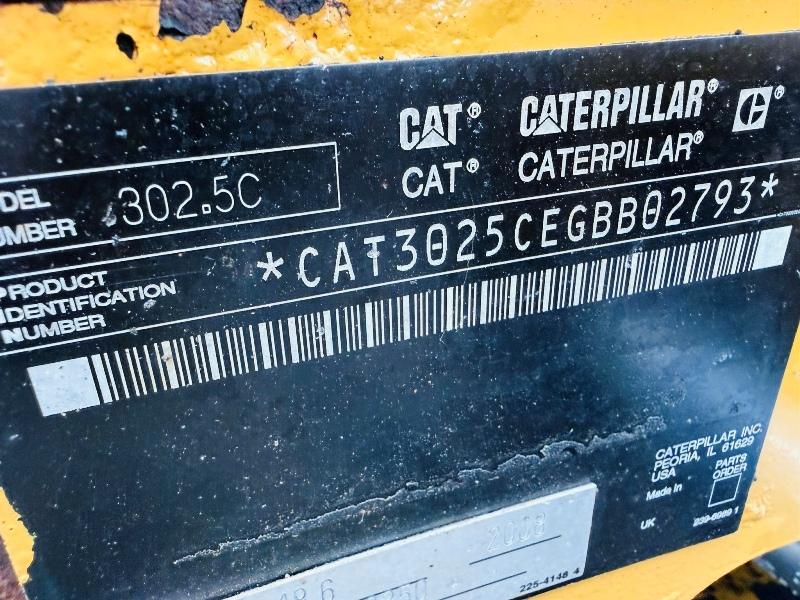 CAT® CATERPILLAR® C®
CAT® CATERPILLAR®
DEL
UMBER 302.5C
PRODUCT
IDENTIFICATION
NUMBER
*CAT3025CEGBB02793*
CATERPILLAR INC.
PEORIA, IL 61629
USA
PARTS
ORDER
Made in
UK
2008
225-4148 4